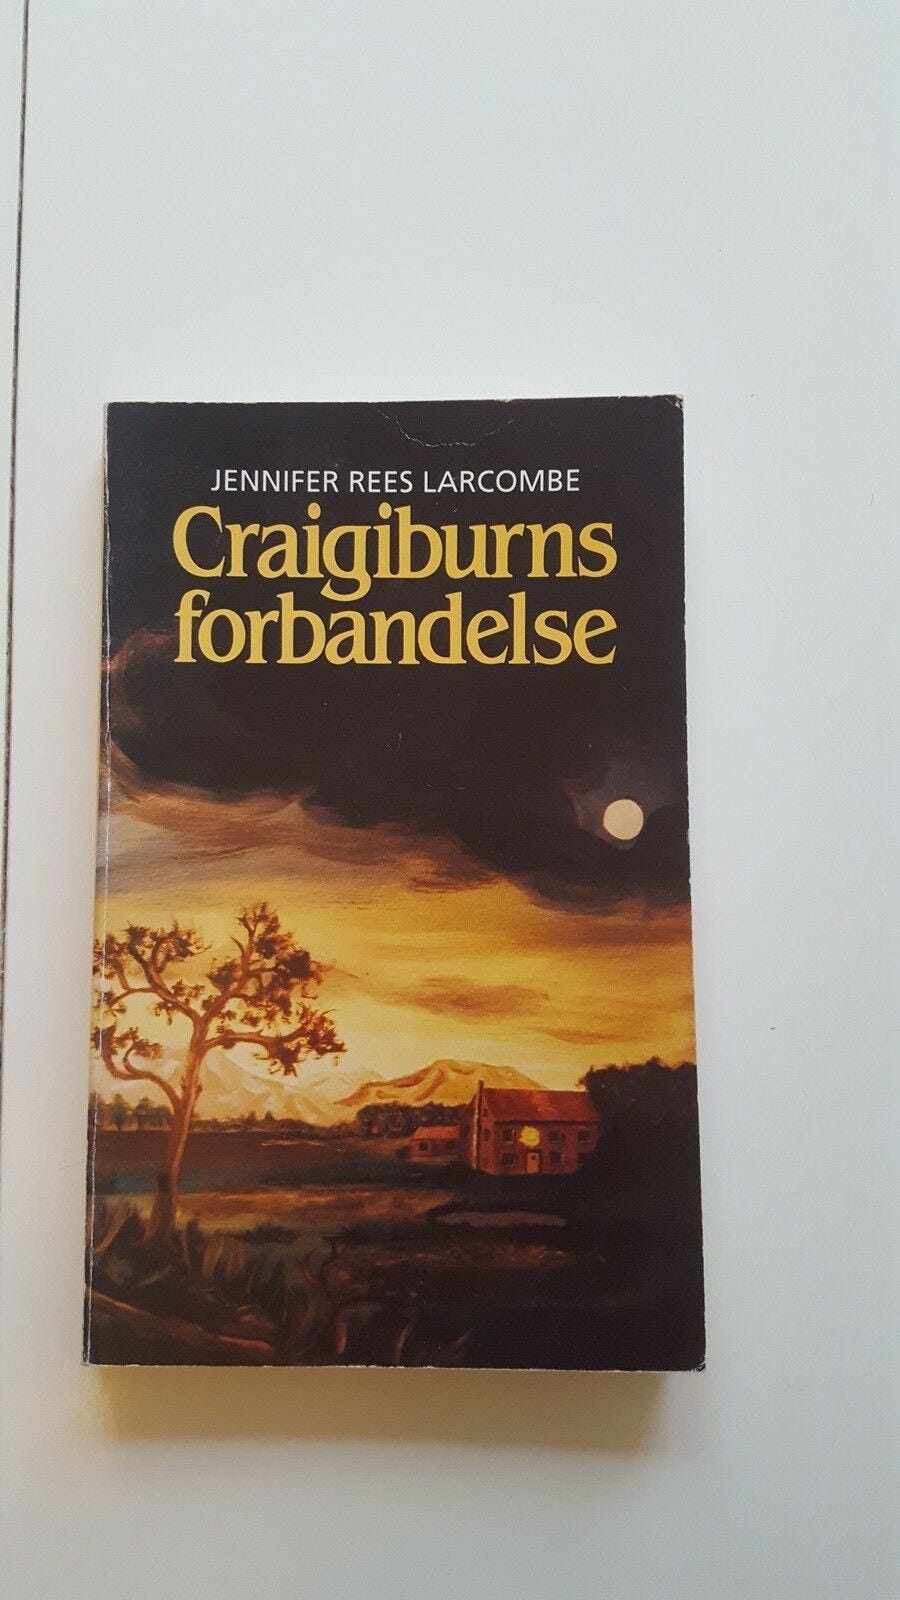 JENNIFER REES LARCOMBE
Craigiburns
forbandelse